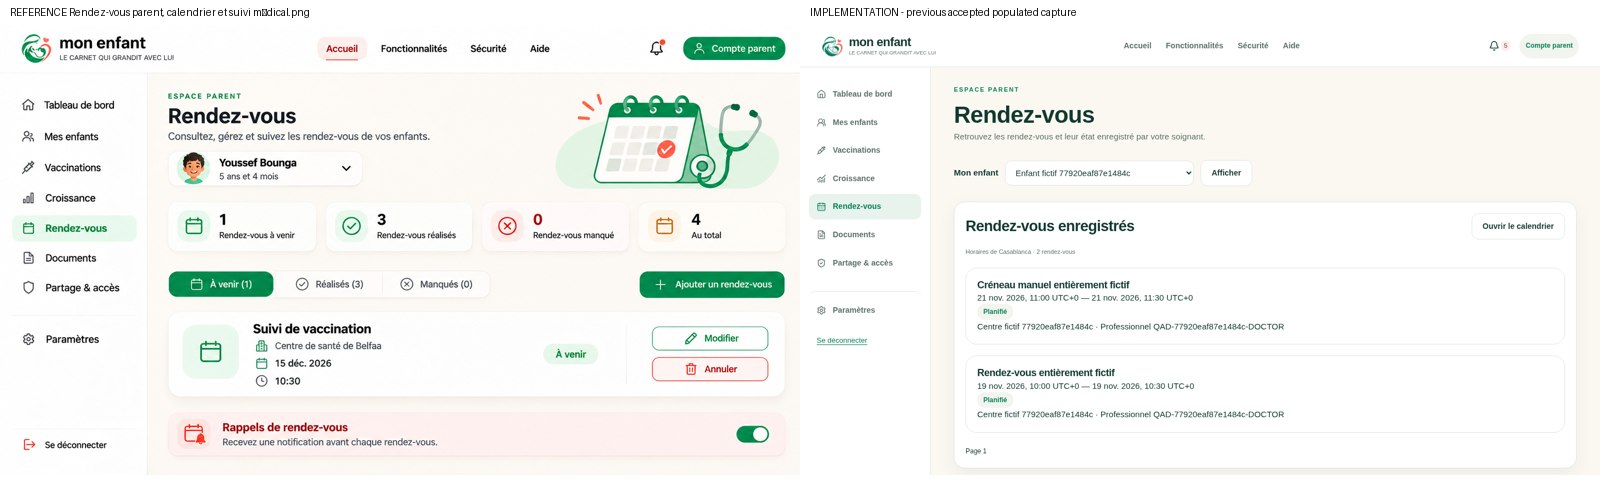 REFERENCE Rendez-vous parent, calendrier et suivi m�dical.png
mon enfant
LE CARNET QUI GRANDIT AVEC LUI
Accueil
Fonctionnalités
Sécurité
Aide
Compte parent
Tableau de bord
Mes enfants
Vaccinations
Croissance
Rendez-vous
Documents
Partage & accès
Paramètres
Se déconnecter
ESPACE PARENT
Rendez-vous
Consultez, gérez et suivez les rendez-vous de vos enfants.
Youssef Bounga
5 ans et 4 mois
1
Rendez-vous à venir
3
Rendez-vous réalisés
0
Rendez-vous manqué
4
Au total
À venir (1)
Réalisés (3)
Manqués (0)
Ajouter un rendez-vous
Suivi de vaccination
Centre de santé de Belfaa
15 déc. 2026
10:30
À venir
Modifier
Annuler
Rappels de rendez-vous
Recevez une notification avant chaque rendez-vous.
IMPLEMENTATION - previous accepted populated capture
mon enfant
LE CARNET QUI GRANDIT AVEC LUI
Accueil
Fonctionnalités
Sécurité
Aide
5
Compte parent
Tableau de bord
Mes enfants
Vaccinations
Croissance
Rendez-vous
Documents
Partage & accès
Paramètres
Se déconnecter
ESPACE PARENT
Rendez-vous
Retrouvez les rendez-vous et leur état enregistré par votre soignant.
Mon enfant
Enfant fictif 77920eaf87e1484c
Afficher
Rendez-vous enregistrés
Ouvrir le calendrier
Horaires de Casablanca · 2 rendez-vous
Créneau manuel entièrement fictif
21 nov. 2026, 11:00 UTC+0 — 21 nov. 2026, 11:30 UTC+0
Planifié
Centre fictif 77920eaf87e1484c · Professionnel QAD-77920eaf87e1484c-DOCTOR
Rendez-vous entièrement fictif
19 nov. 2026, 10:00 UTC+0 — 19 nov. 2026, 10:30 UTC+0
Planifié
Centre fictif 77920eaf87e1484c · Professionnel QAD-77920eaf87e1484c-DOCTOR
Page 1